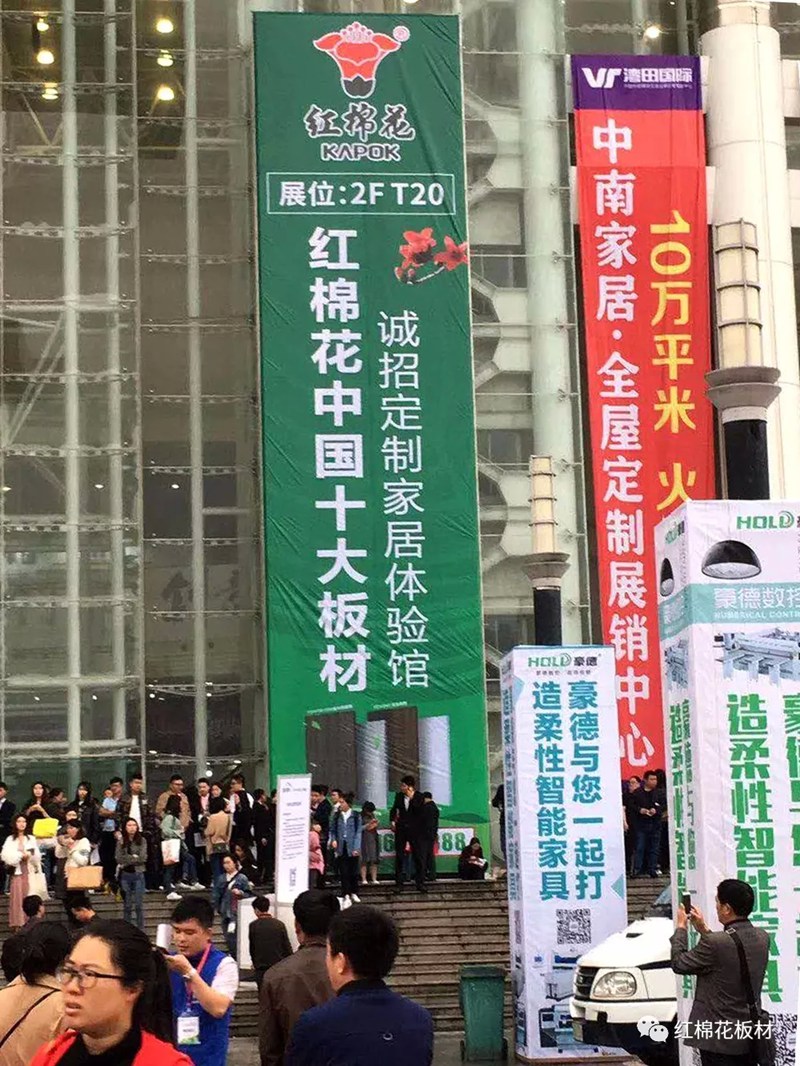 红棉花
KAPOK
展位:2F T20
红棉花中国十大板材
诚招定制家居体验馆
88
湾田国际
中南家居·全屋定制展销中心
10万平米 火
HOLD 豪德
豪德与您一起打
造柔性智能家具
HOLD
豪德数控
NUMERICAL CONTR
造柔性智能家
红棉花板材